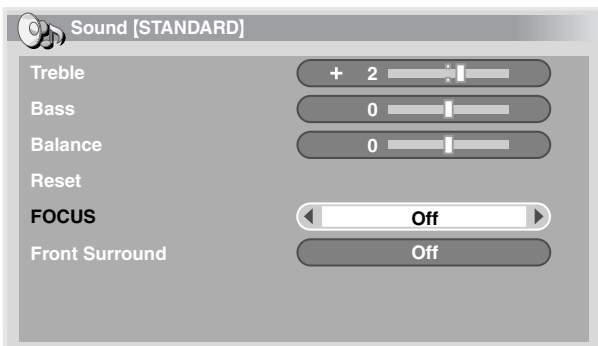 Sound [STANDARD]
Treble + 2
Bass 0
Balance 0
Reset
FOCUS Off
Front Surround Off